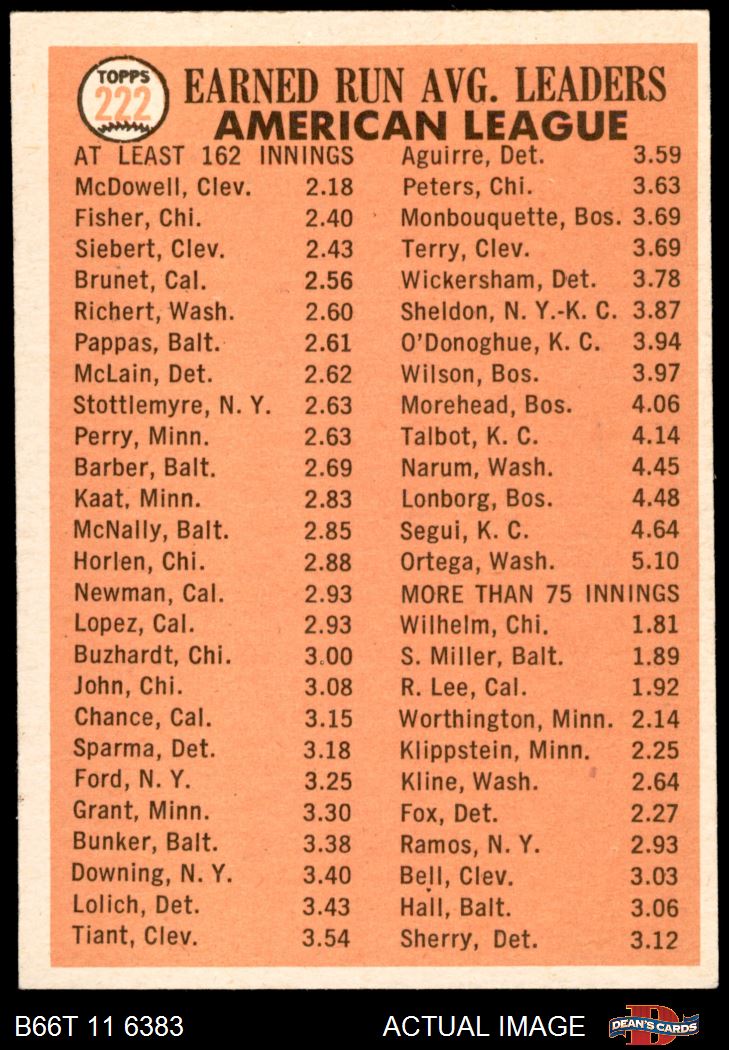 TOPPS
222
EARNED RUN AVG. LEADERS
AMERICAN LEAGUE
AT LEAST 162 INNINGS
McDowell, Clev. 2.18
Fisher, Chi. 2.40
Siebert, Clev. 2.43
Brunet, Cal. 2.56
Richert, Wash. 2.60
Pappas, Balt. 2.61
McLain, Det. 2.62
Stottlemyre, N. Y. 2.63
Perry, Minn. 2.63
Barber, Balt. 2.69
Kaat, Minn. 2.83
McNally, Balt. 2.85
Horlen, Chi. 2.88
Newman, Cal. 2.93
Lopez, Cal. 2.93
Buzhardt, Chi. 3.00
John, Chi. 3.08
Chance, Cal. 3.15
Sparma, Det. 3.18
Ford, N. Y. 3.25
Grant, Minn. 3.30
Bunker, Balt. 3.38
Downing, N. Y. 3.40
Lolich, Det. 3.43
Tiant, Clev. 3.54
Aguirre, Det. 3.59
Peters, Chi. 3.63
Monbouquette, Bos. 3.69
Terry, Clev. 3.69
Wickersham, Det. 3.78
Sheldon, N. Y.-K. C. 3.87
O'Donoghue, K. C. 3.94
Wilson, Bos. 3.97
Morehead, Bos. 4.06
Talbot, K. C. 4.14
Narum, Wash. 4.45
Lonborg, Bos. 4.48
Segui, K. C. 4.64
Ortega, Wash. 5.10
MORE THAN 75 INNINGS
Wilhelm, Chi. 1.81
S. Miller, Balt. 1.89
R. Lee, Cal. 1.92
Worthington, Minn. 2.14
Klippstein, Minn. 2.25
Kline, Wash. 2.64
Fox, Det. 2.27
Ramos, N. Y. 2.93
Bell, Clev. 3.03
Hall, Balt. 3.06
Sherry, Det. 3.12
B66T 11 6383 ACTUAL IMAGE
DEAN'S CARDS